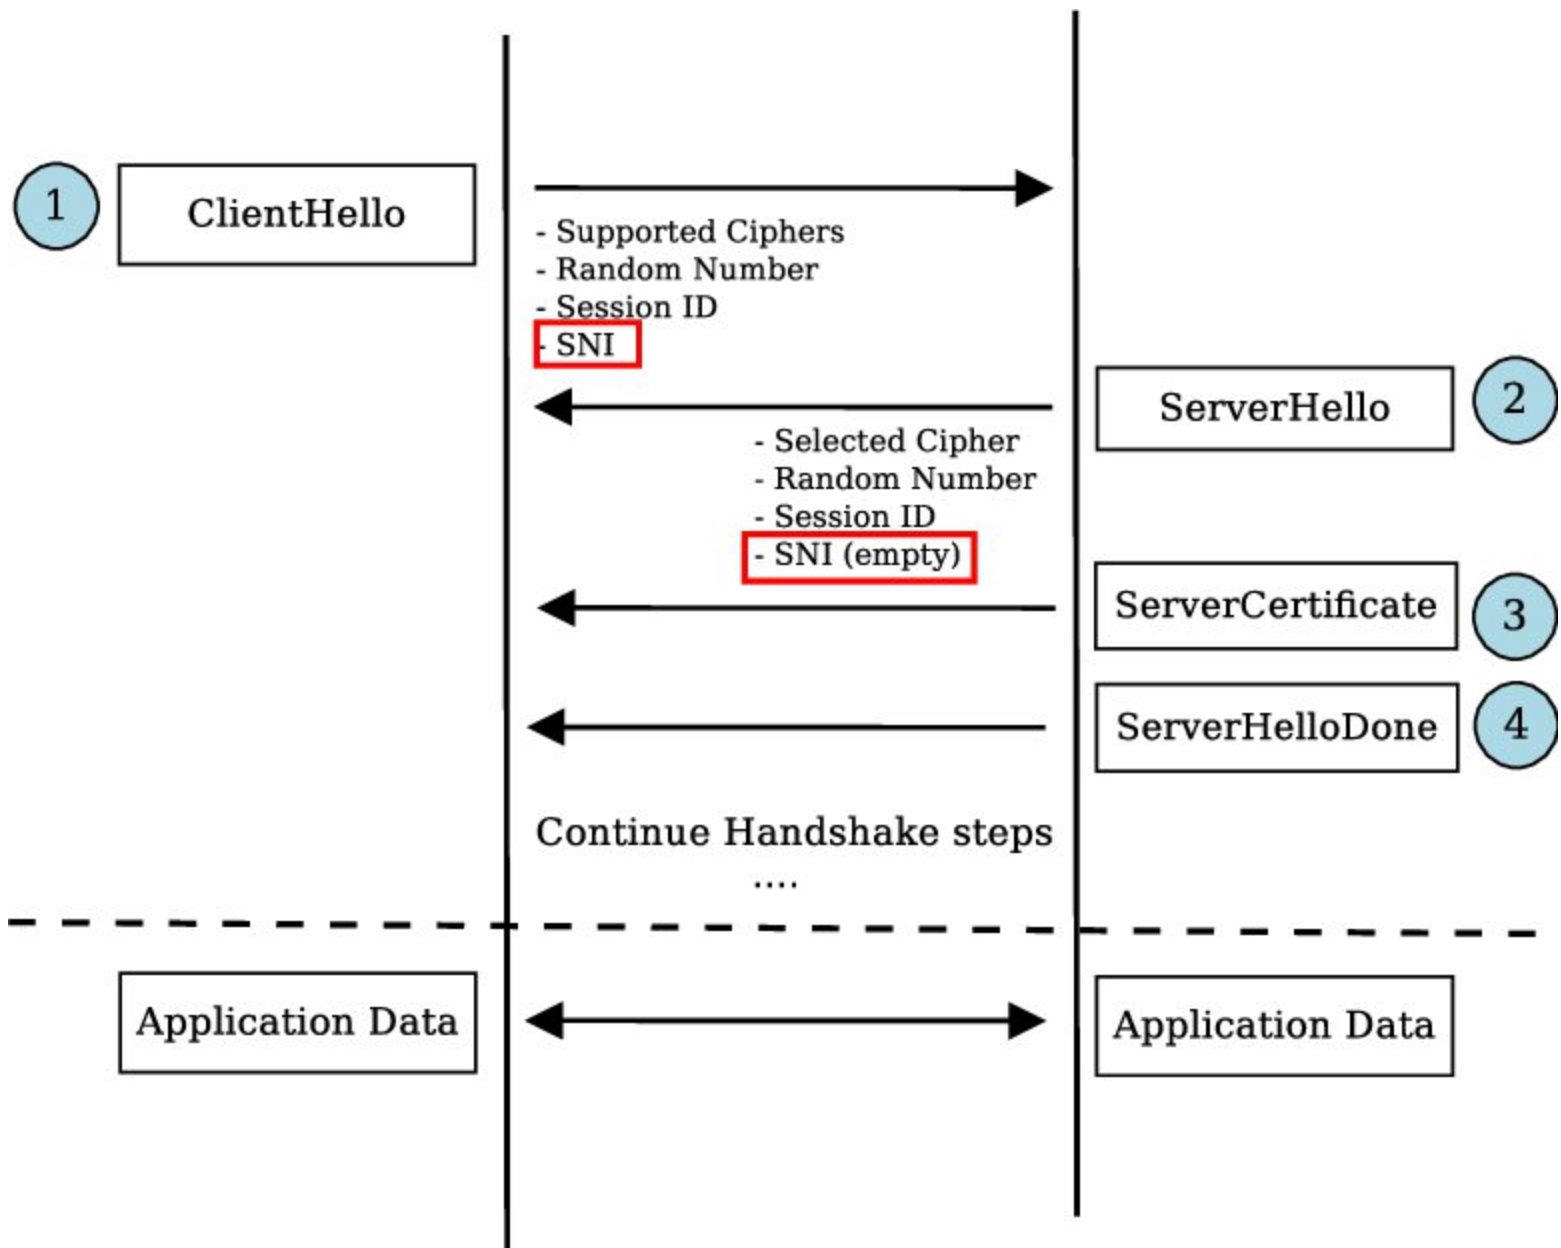 1
ClientHello
- Supported Ciphers
- Random Number
- Session ID
- SNI
ServerHello
2
- Selected Cipher
- Random Number
- Session ID
- SNI (empty)
ServerCertificate
3
ServerHelloDone
4
Continue Handshake steps
....
Application Data
Application Data